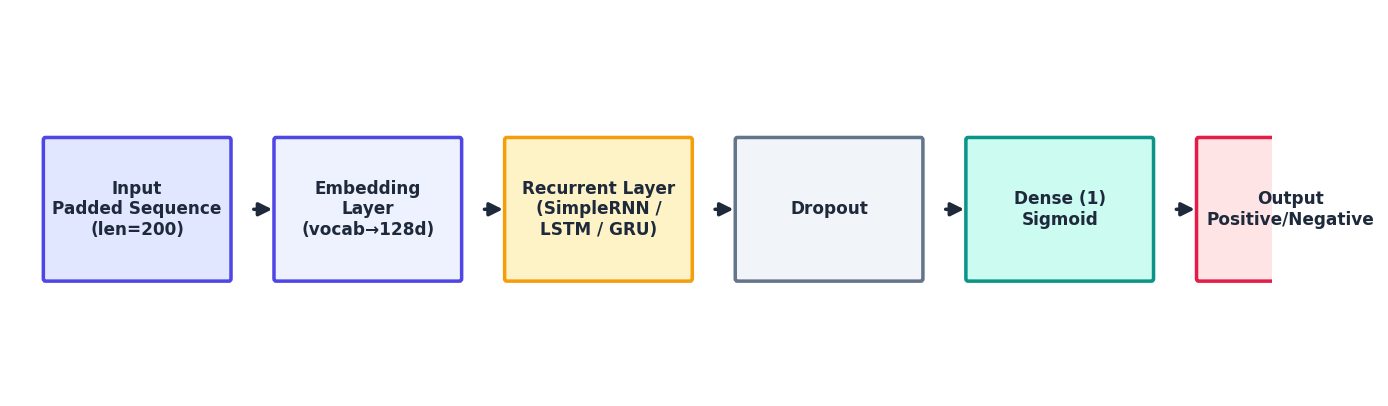 Input
Padded Sequence
(len=200)
Embedding
Layer
(vocab→128d)
Recurrent Layer
(SimpleRNN /
LSTM / GRU)
Dropout
Dense (1)
Sigmoid
Output
Positive/Negative